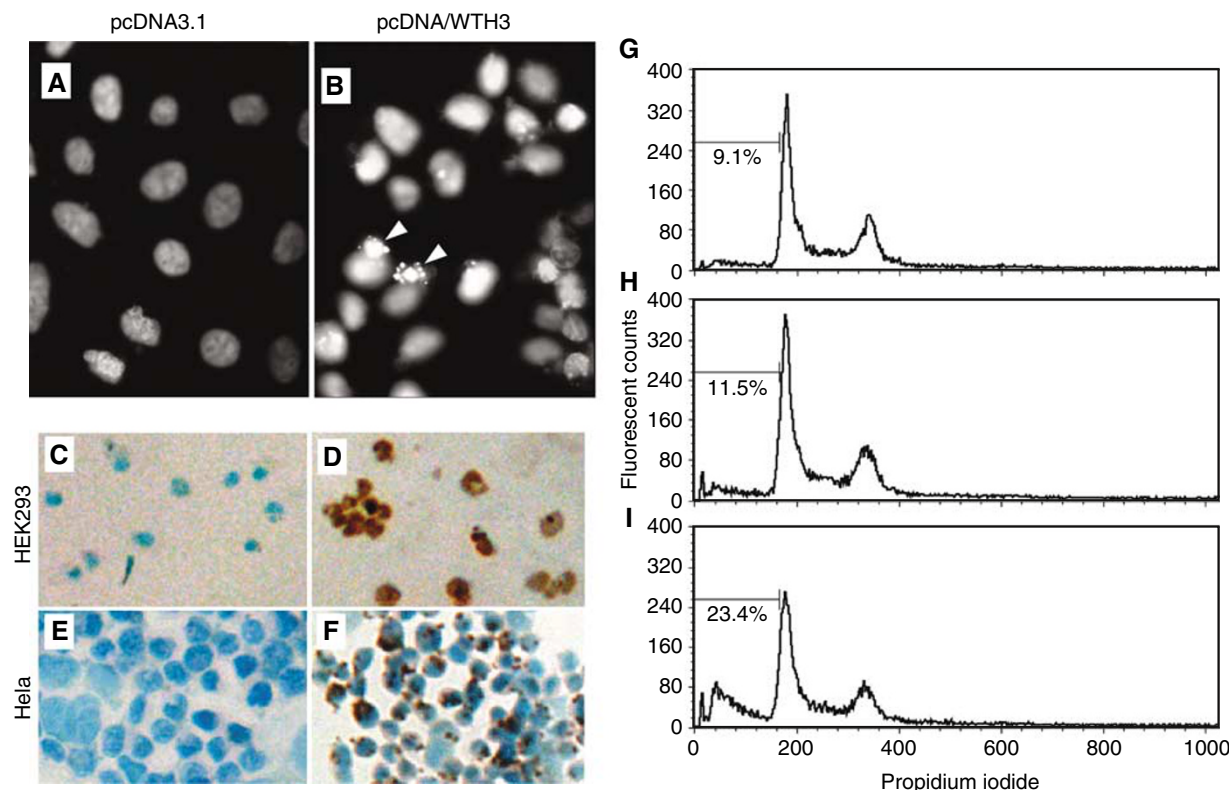 pcDNA3.1
pcDNA/WTH3
A
B
HEK293
C
D
Hela
E
F
G
400
320
240
160
80
0
9.1%
H
400
320
240
160
80
0
11.5%
I
400
320
240
160
80
0
23.4%
Fluorescent counts
0 200 400 600 800 1000
Propidium iodide